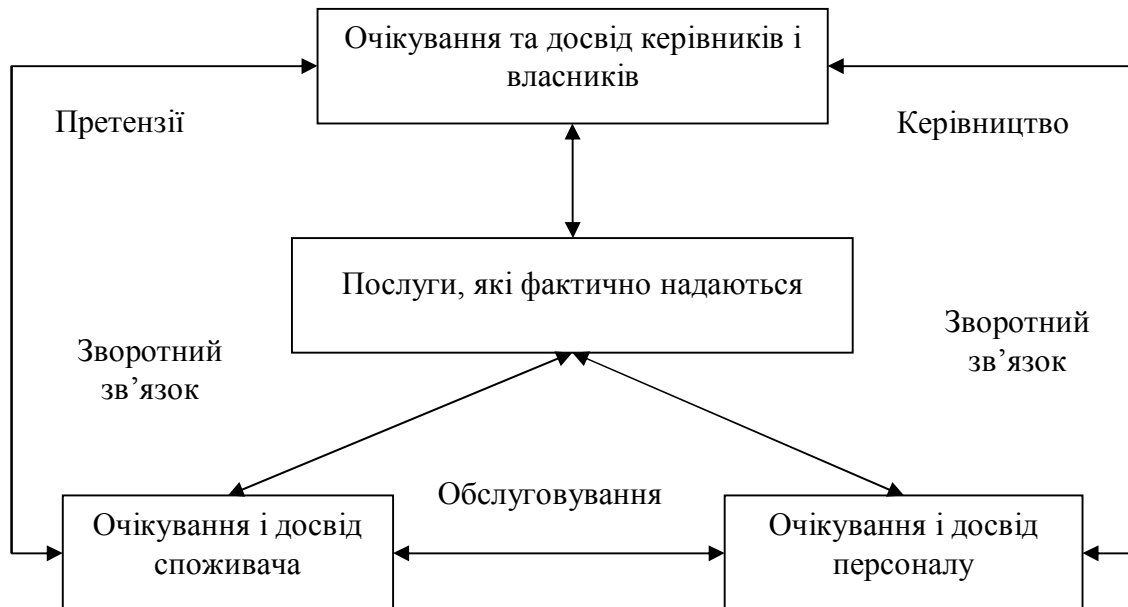 Очікування та досвід керівників і
власників
Претензії
Керівництво
Послуги, які фактично надаються
Зворотний
зв’язок
Зворотний
зв’язок
Обслуговування
Очікування і досвід
споживача
Очікування і досвід
персоналу